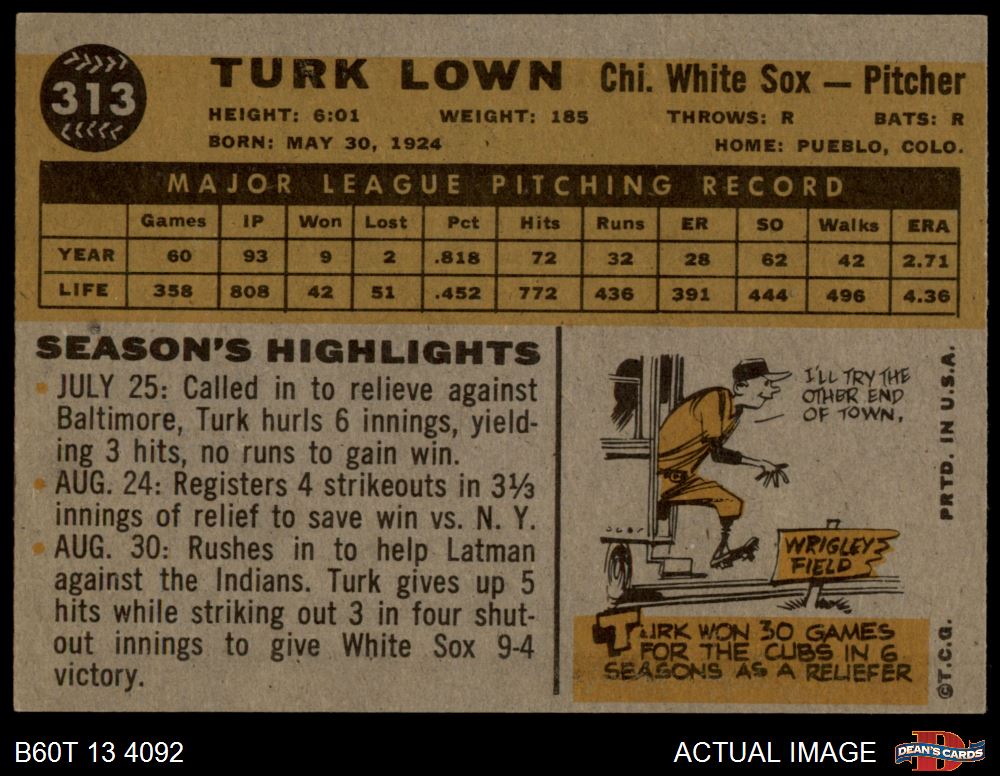 313
TURK LOWN Chi. White Sox — Pitcher
HEIGHT: 6:01 WEIGHT: 185 THROWS: R BATS: R
BORN: MAY 30, 1924 HOME: PUEBLO, COLO.
MAJOR LEAGUE PITCHING RECORD
Games IP Won Lost Pct Hits Runs ER SO Walks ERA
YEAR 60 93 9 2 .818 72 32 28 62 42 2.71
LIFE 358 808 42 51 .452 772 436 391 444 496 4.36
SEASON'S HIGHLIGHTS
• JULY 25: Called in to relieve against
Baltimore, Turk hurls 6 innings, yield-
ing 3 hits, no runs to gain win.
• AUG. 24: Registers 4 strikeouts in 3⅓
innings of relief to save win vs. N. Y.
• AUG. 30: Rushes in to help Latman
against the Indians. Turk gives up 5
hits while striking out 3 in four shut-
out innings to give White Sox 9-4
victory.
I'LL TRY THE
OTHER END
OF TOWN.
WRIGLEY
FIELD
TURK WON 30 GAMES
FOR THE CUBS IN 6
SEASONS AS A RELIEFER
PRTD. IN U.S.A.
©T.C.G.
B60T 13 4092
ACTUAL IMAGE
D
DEAN'S CARDS